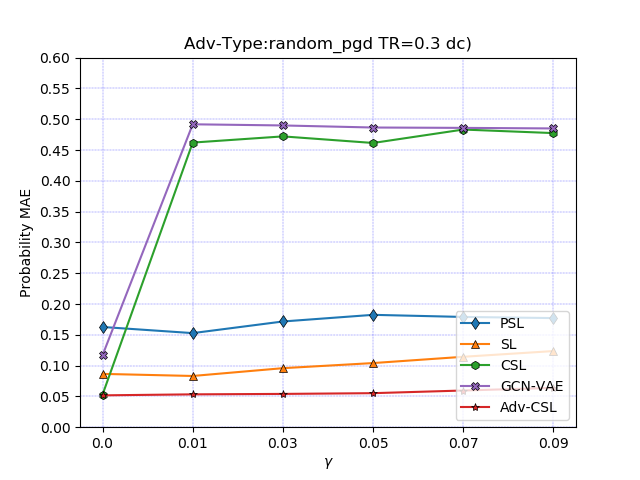 Adv-Type:random_pgd TR=0.3 dc)
0.60
0.55
0.50
0.45
0.40
0.35
0.30
0.25
0.20
0.15
0.10
0.05
0.00
Probability MAE
PSL
SL
CSL
GCN-VAE
Adv-CSL
0.0 0.01 0.03 0.05 0.07 0.09
γ